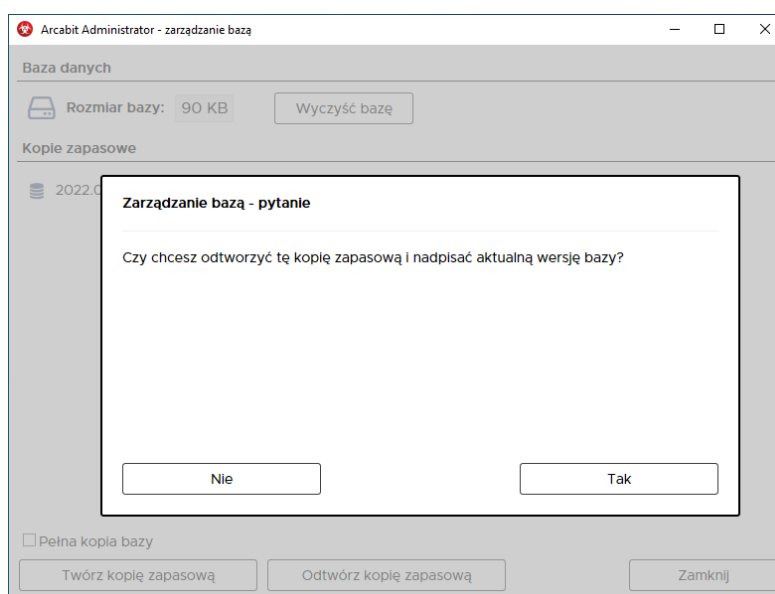 Arcabit Administrator - zarządzanie bazą
Baza danych
Rozmiar bazy: 90 KB Wyczyść bazę
Kopie zapasowe
Zarządzanie bazą - pytanie
Czy chcesz odtworzyć tę kopię zapasową i nadpisać aktualną wersję bazy?
Nie Tak
Pełna kopia bazy
Twórz kopię zapasową Odtwórz kopię zapasową Zamknij